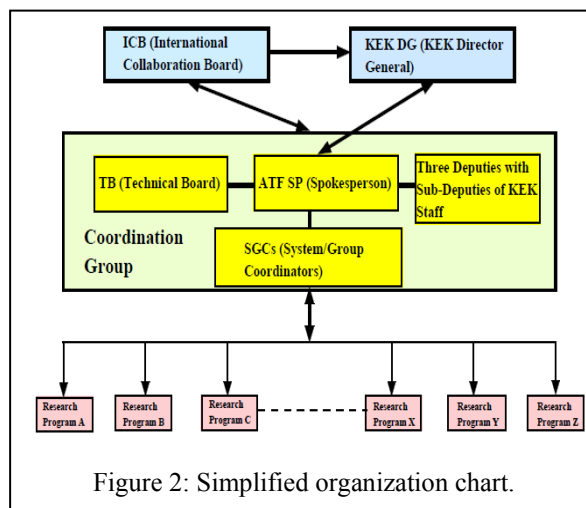 ICB (International
Collaboration Board)
KEK DG (KEK Director
General)
TB (Technical Board)
ATF SP (Spokesperson)
Three Deputies with
Sub-Deputies of KEK
Staff
Coordination
Group
SGCs (System/Group
Coordinators)
Research
Program A
Research
Program B
Research
Program C
Research
Program X
Research
Program Y
Research
Program Z
Figure 2: Simplified organization chart.